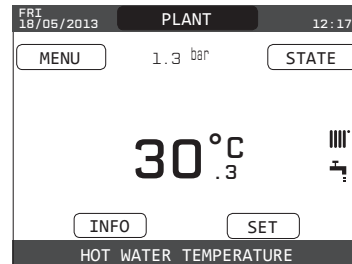 FRI
18/05/2013 PLANT 12:17
MENU 1.3 bar STATE
30.3 °C
INFO SET
HOT WATER TEMPERATURE